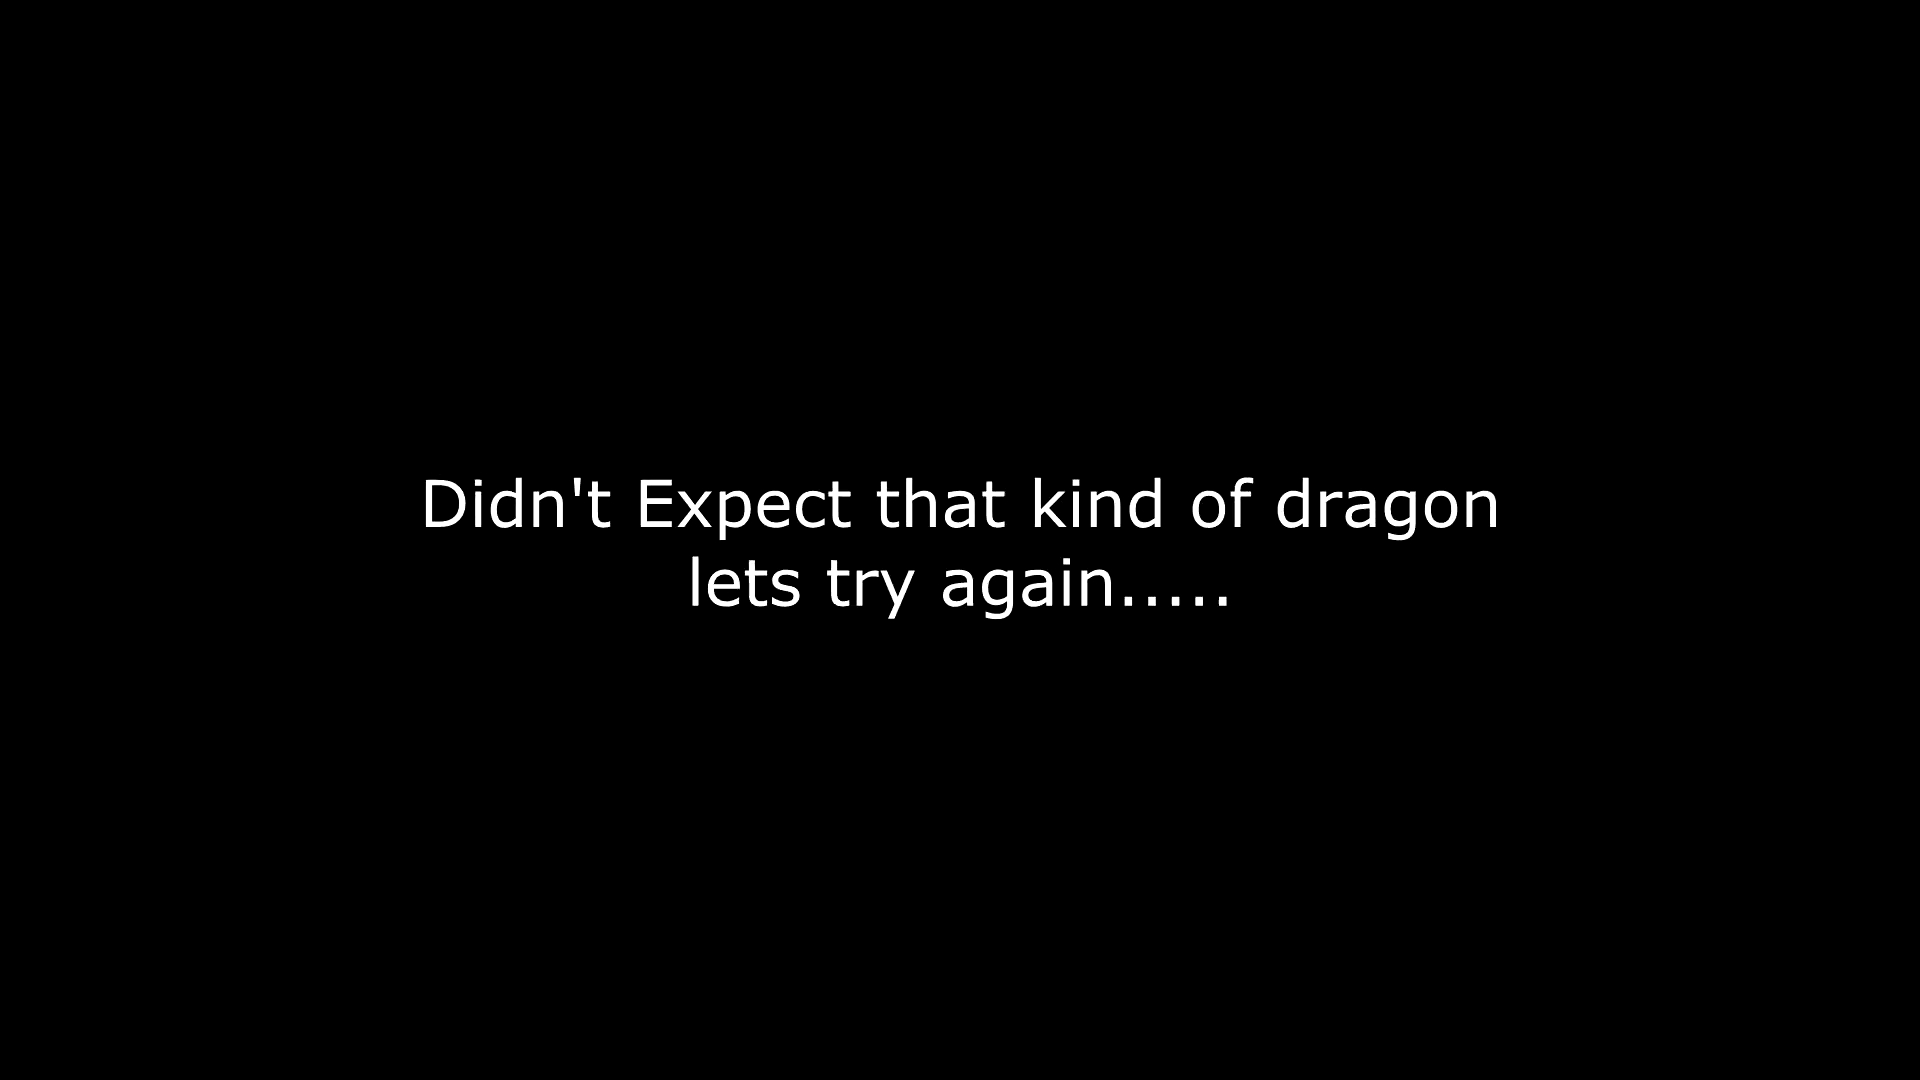 Didn't Expect that kind of dragon
lets try again.....